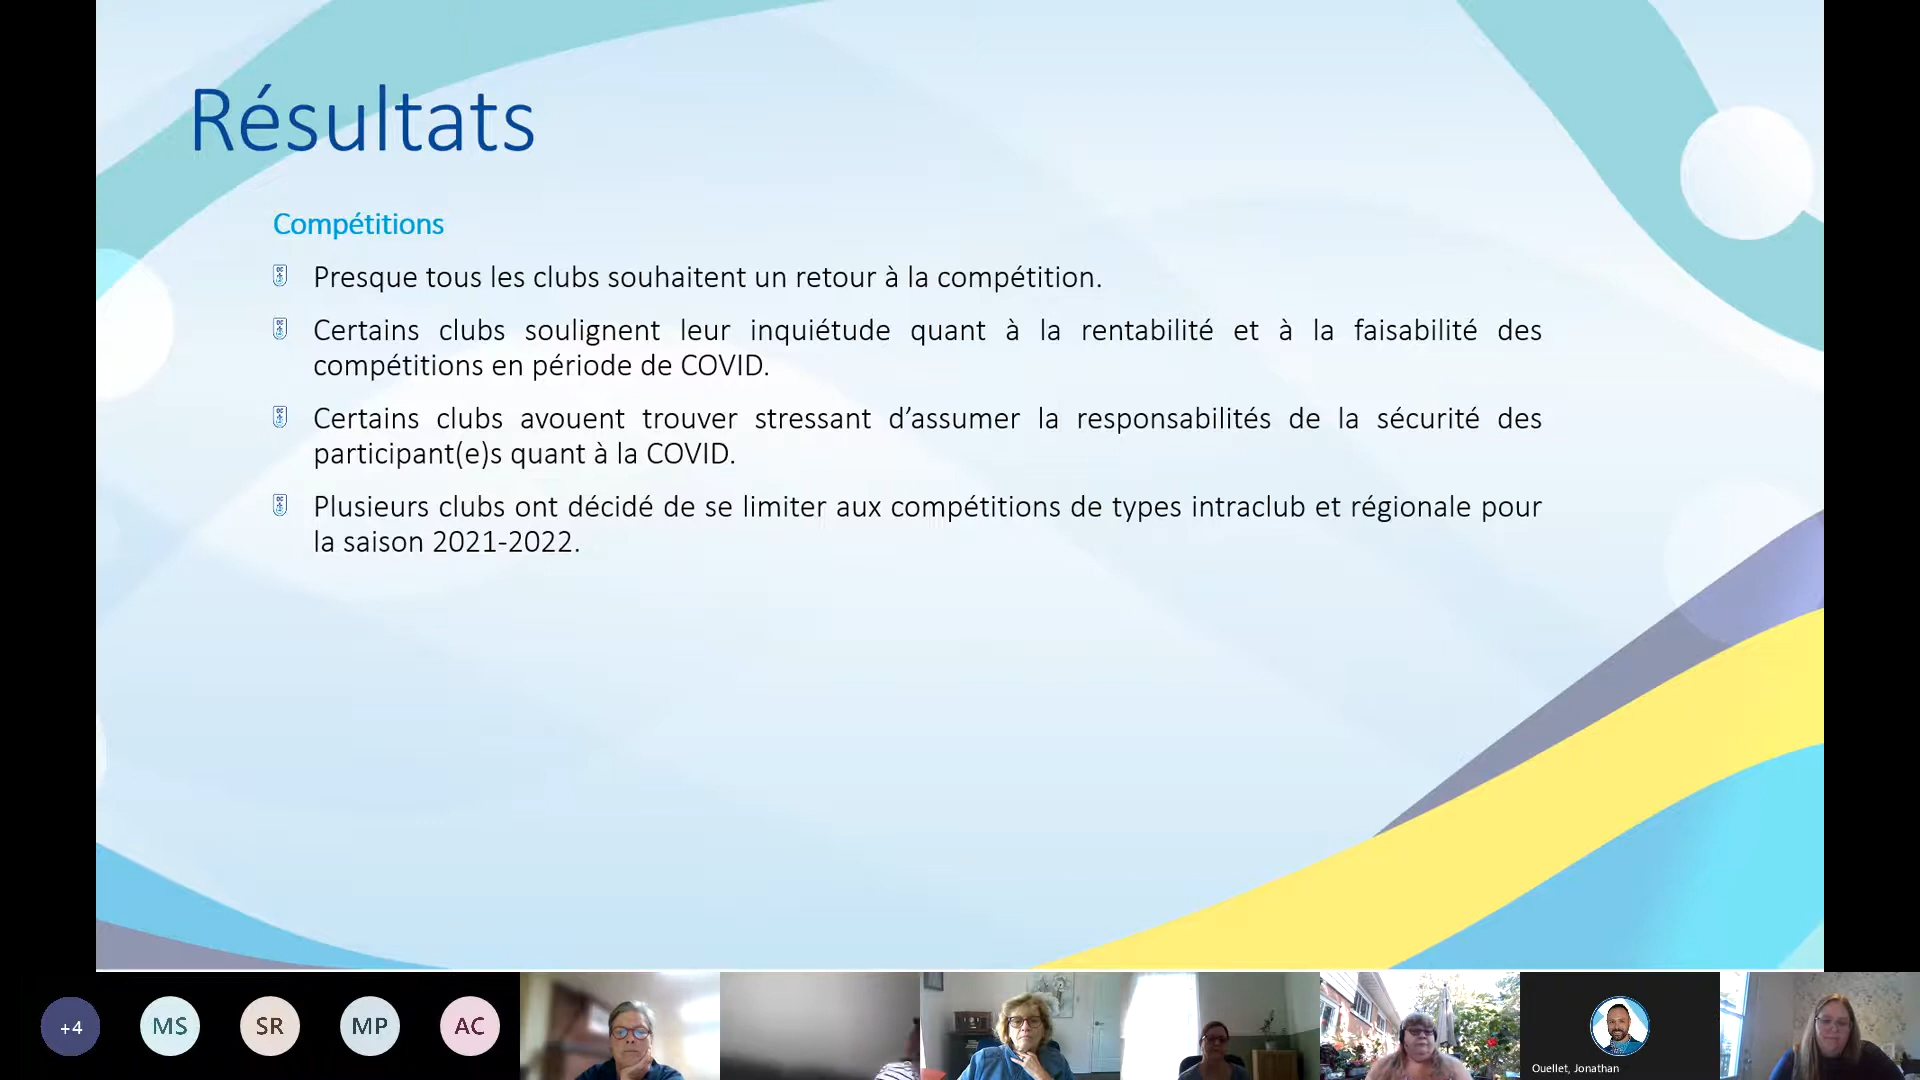 Résultats
Compétitions
Presque tous les clubs souhaitent un retour à la compétition.
Certains clubs soulignent leur inquiétude quant à la rentabilité et à la faisabilité des
compétitions en période de COVID.
Certains clubs avouent trouver stressant d’assumer la responsabilités de la sécurité des
participant(e)s quant à la COVID.
Plusieurs clubs ont décidé de se limiter aux compétitions de types intraclub et régionale pour
la saison 2021-2022.
+4
MS
SR
MP
AC
Ouellet, Jonathan